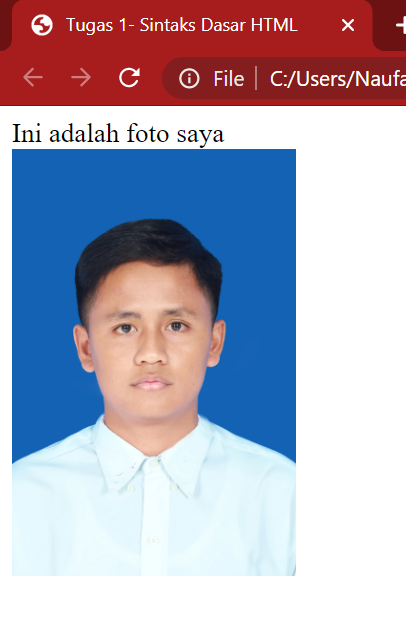 Tugas 1- Sintaks Dasar HTML
File C:/Users/Naufa
Ini adalah foto saya